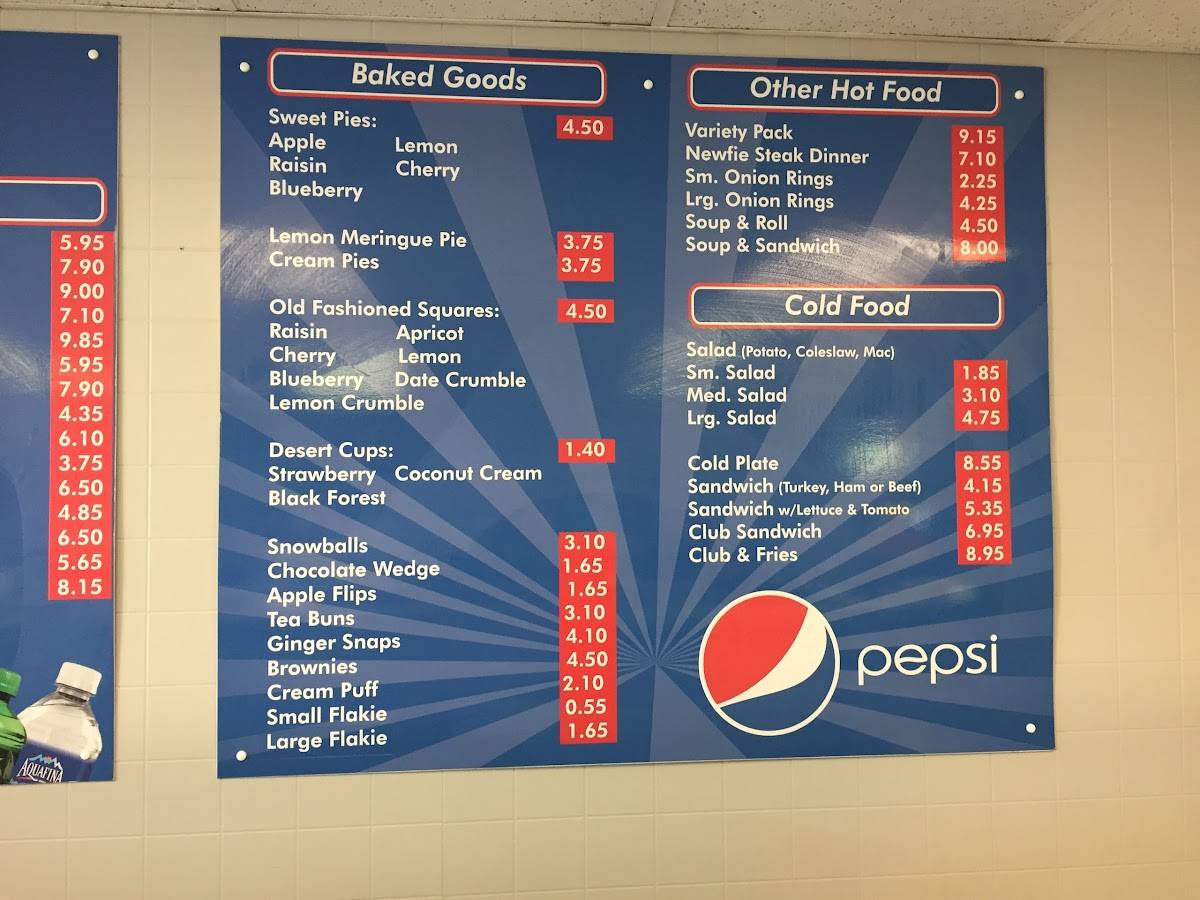 5.95
7.90
9.00
7.10
9.85
5.95
7.90
4.35
6.10
3.75
6.50
4.85
6.50
5.65
8.15
AQUAFINA
Baked Goods
Sweet Pies: 4.50
Apple Lemon
Raisin Cherry
Blueberry
Lemon Meringue Pie 3.75
Cream Pies 3.75
Old Fashioned Squares: 4.50
Raisin Apricot
Cherry Lemon
Blueberry Date Crumble
Lemon Crumble
Desert Cups: 1.40
Strawberry Coconut Cream
Black Forest
Snowballs 3.10
Chocolate Wedge 1.65
Apple Flips 1.65
Tea Buns 3.10
Ginger Snaps 4.10
Brownies 4.50
Cream Puff 2.10
Small Flakie 0.55
Large Flakie 1.65
Other Hot Food
Variety Pack 9.15
Newfie Steak Dinner 7.10
Sm. Onion Rings 2.25
Lrg. Onion Rings 4.25
Soup & Roll 4.50
Soup & Sandwich 8.00
Cold Food
Salad (Potato, Coleslaw, Mac)
Sm. Salad 1.85
Med. Salad 3.10
Lrg. Salad 4.75
Cold Plate 8.55
Sandwich (Turkey, Ham or Beef) 4.15
Sandwich w/Lettuce & Tomato 5.35
Club Sandwich 6.95
Club & Fries 8.95
pepsi